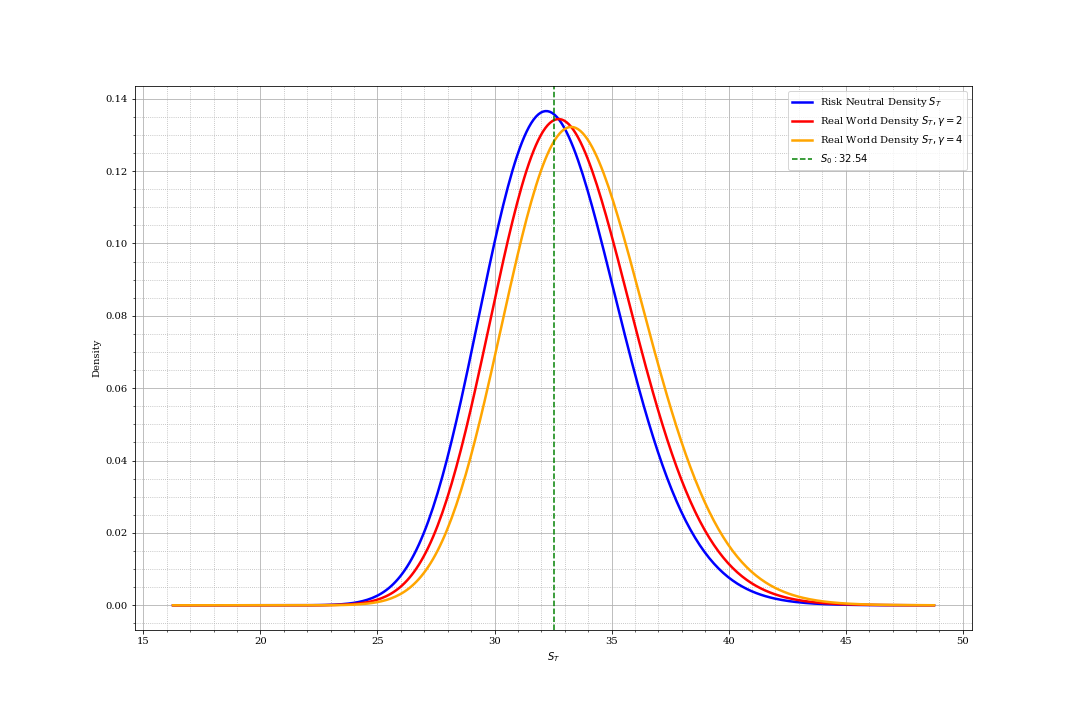 0.14
0.12
0.10
0.08
0.06
0.04
0.02
0.00
Density
15 20 25 30 35 40 45 50
S_T
Risk Neutral Density S_T
Real World Density S_T, γ = 2
Real World Density S_T, γ = 4
S_0 : 32.54